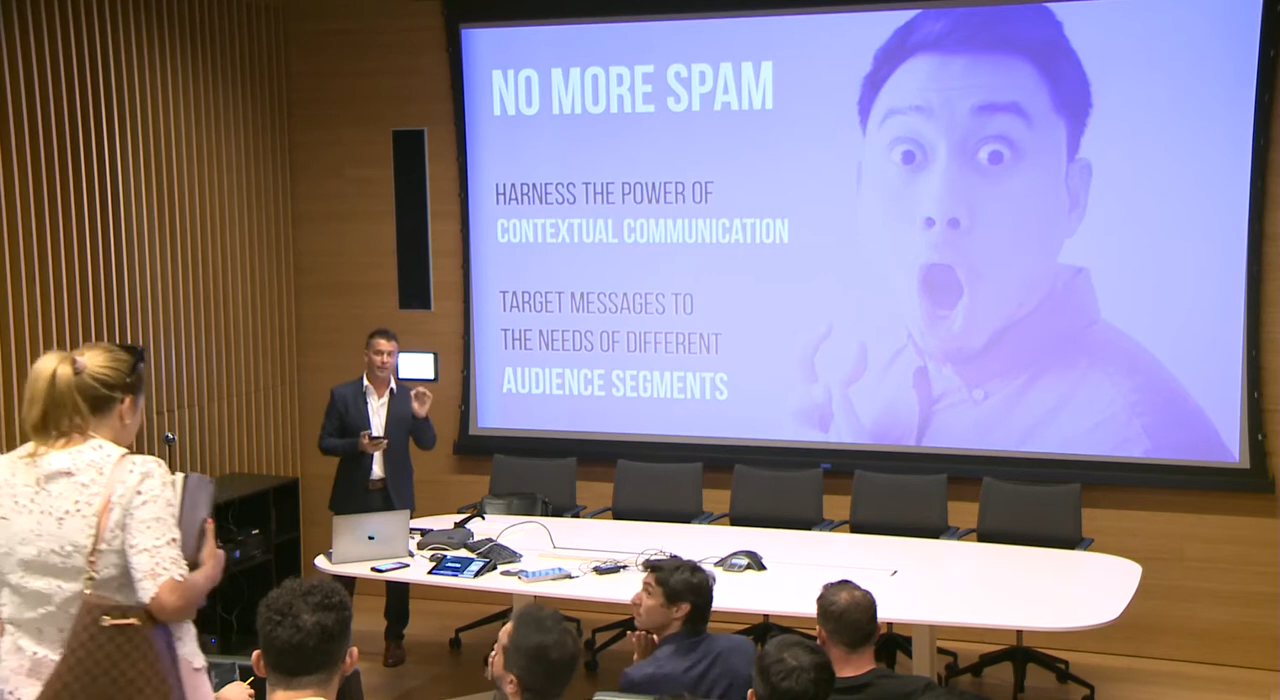 NO MORE SPAM
HARNESS THE POWER OF
CONTEXTUAL COMMUNICATION
TARGET MESSAGES TO
THE NEEDS OF DIFFERENT
AUDIENCE SEGMENTS